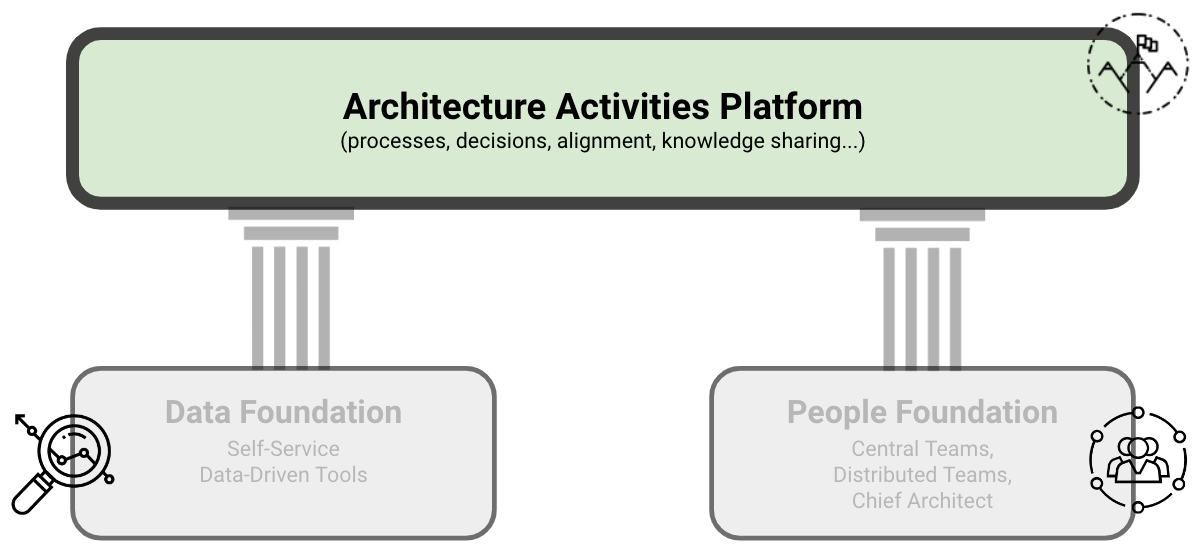 Architecture Activities Platform
(processes, decisions, alignment, knowledge sharing...)
Data Foundation
Self-Service
Data-Driven Tools
People Foundation
Central Teams,
Distributed Teams,
Chief Architect